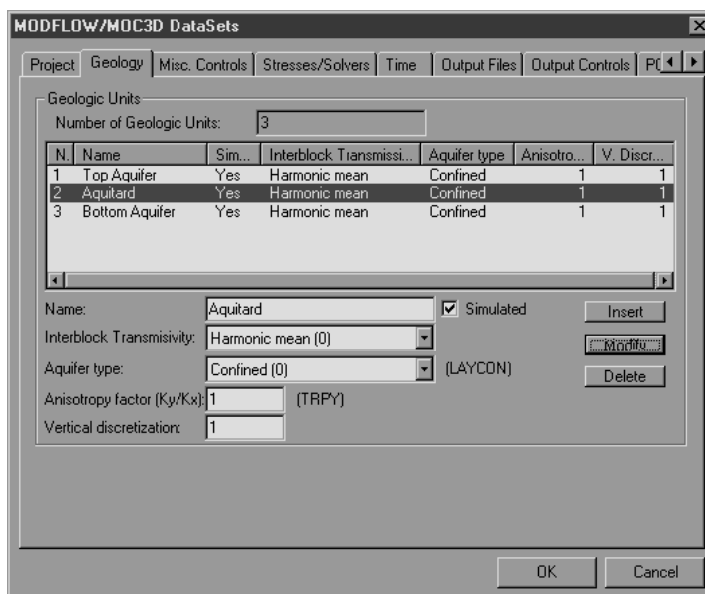 MODFLOW/MOC3D DataSets
Project Geology Misc. Controls Stresses/Solvers Time Output Files Output Controls
Geologic Units
Number of Geologic Units: 3
N. Name Sim... Interblock Transmissi... Aquifer type Anisotro... V. Discr...
1 Top Aquifer Yes Harmonic mean Confined 1 1
2 Aquitard Yes Harmonic mean Confined 1 1
3 Bottom Aquifer Yes Harmonic mean Confined 1 1
Name: Aquitard Simulated Insert
Interblock Transmisivity: Harmonic mean (0) Modify
Aquifer type: Confined (0) (LAYCON) Delete
Anisotropy factor (Ky/Kx): 1 (TRPY)
Vertical discretization: 1
OK Cancel